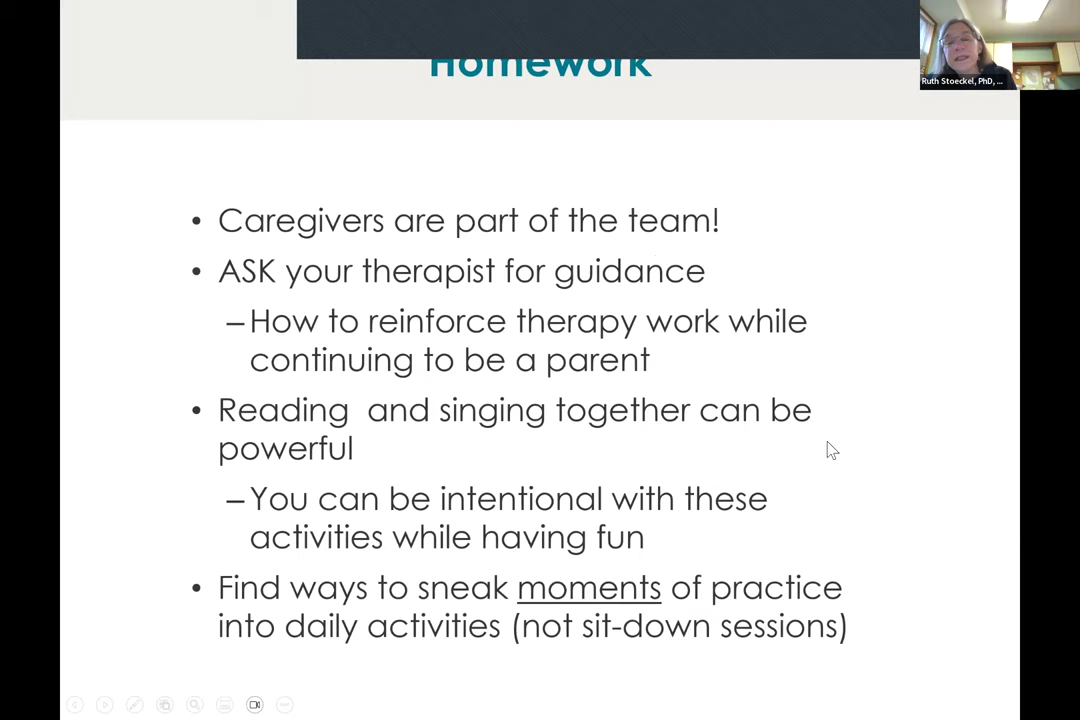 Homework
Ruth Stoeckel, PhD, ...
• Caregivers are part of the team!
• ASK your therapist for guidance
– How to reinforce therapy work while
continuing to be a parent
• Reading and singing together can be
powerful
– You can be intentional with these
activities while having fun
• Find ways to sneak moments of practice
into daily activities (not sit-down sessions)